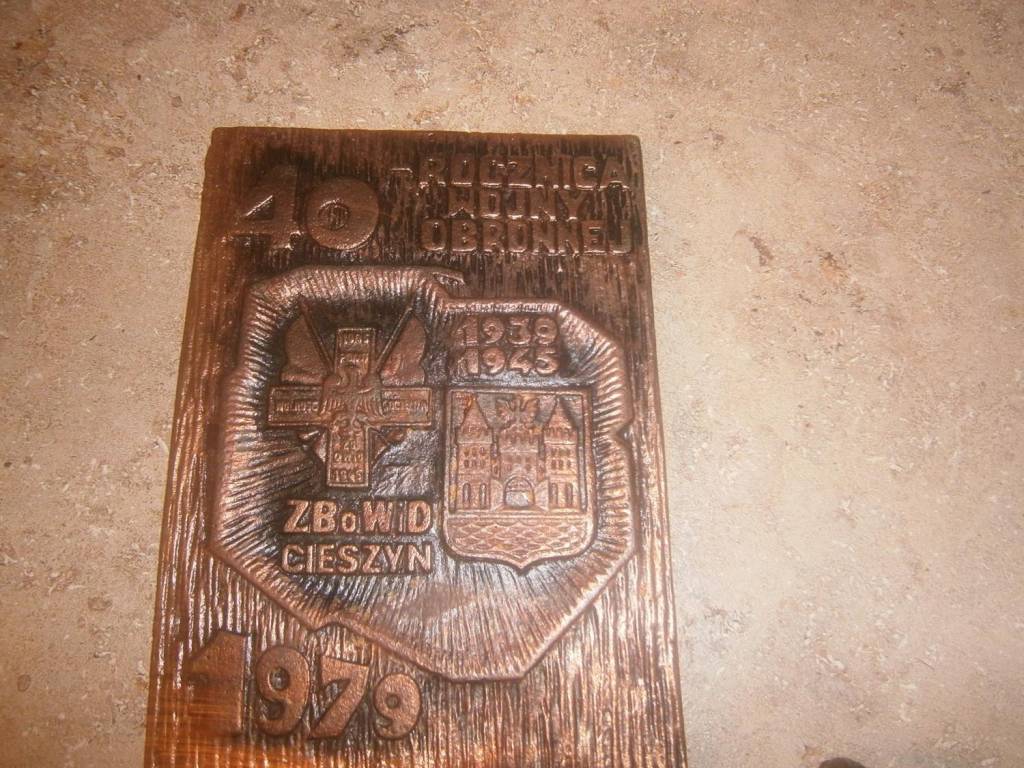 40 - ROCZNICA
WOJNY
OBRONNEJ
1939
1945
ZBoWiD
CIESZYN
1979